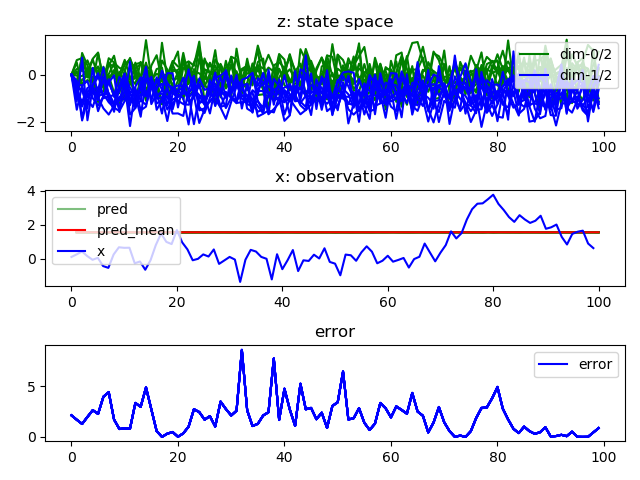 z: state space
0
−2
dim-0/2
dim-1/2
0 20 40 60 80 100
x: observation
4
2
0
pred
pred_mean
x
0 20 40 60 80 100
error
5
0
error
0 20 40 60 80 100